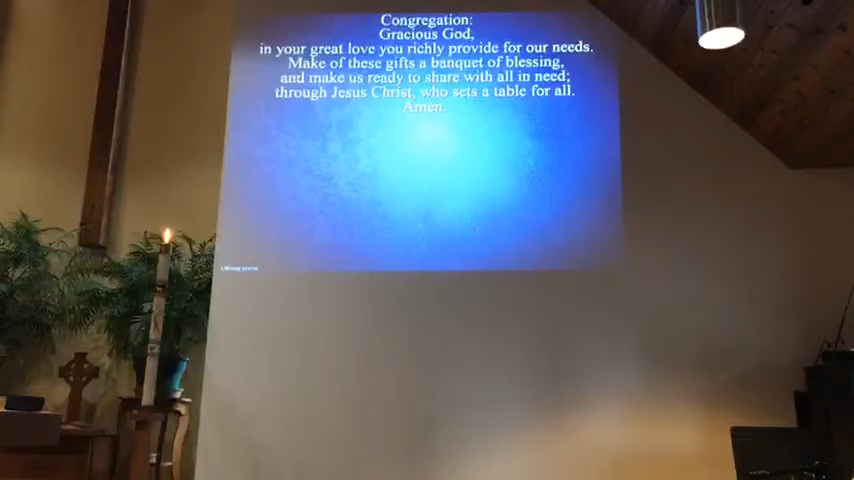 Congregation:
Gracious God,
in your great love you richly provide for our needs.
Make of these gifts a banquet of blessing,
and make us ready to share with all in need;
through Jesus Christ, who sets a table for all.
Amen.